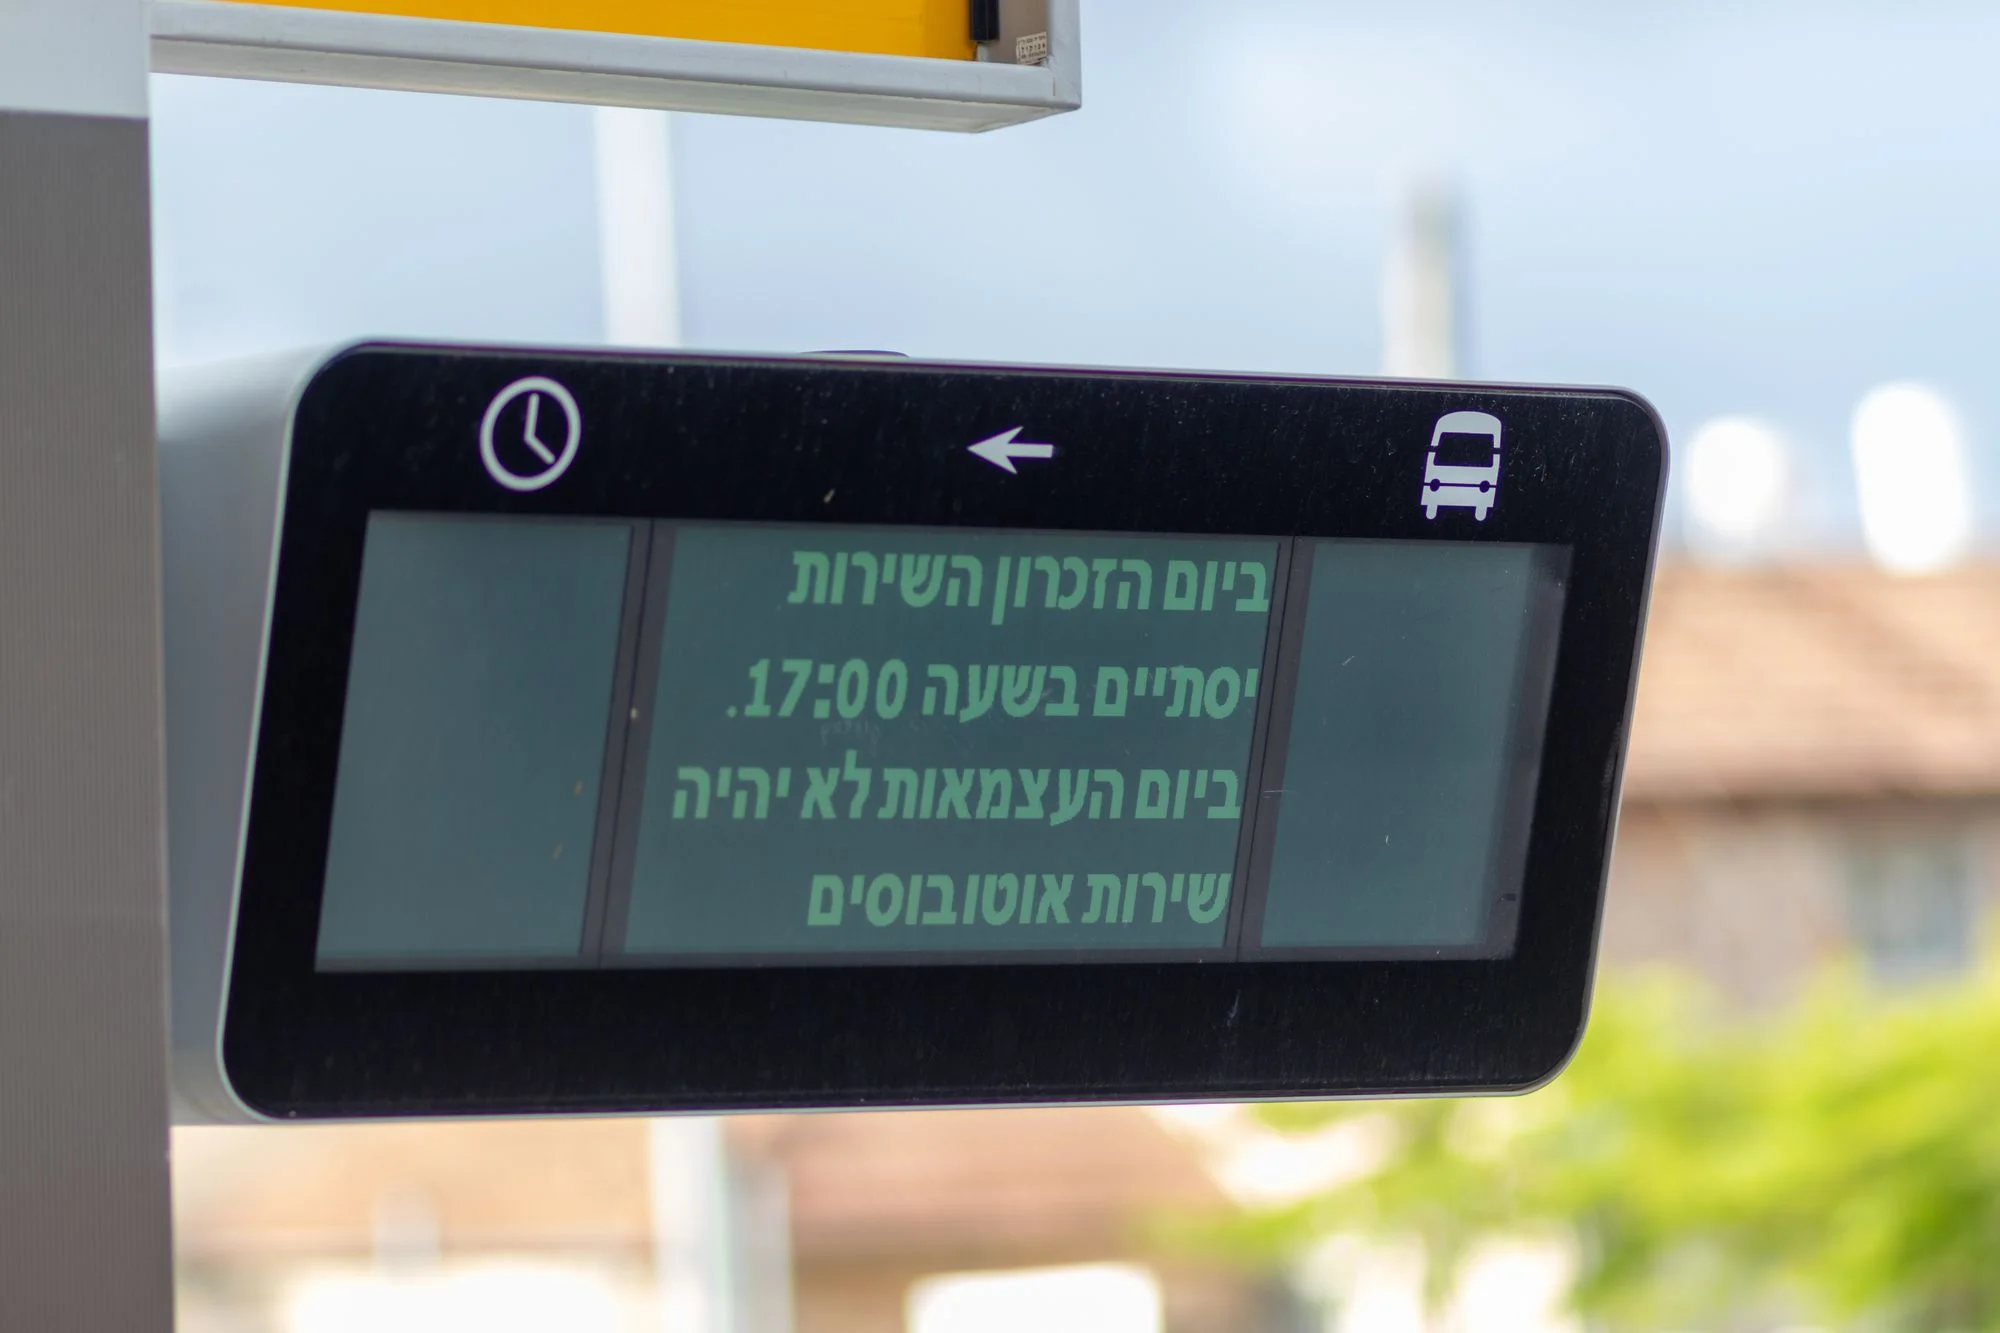 ביום הזכרון השירות
יסתיים בשעה 17:00.
ביום העצמאות לא יהיה
שירות אוטובוסים